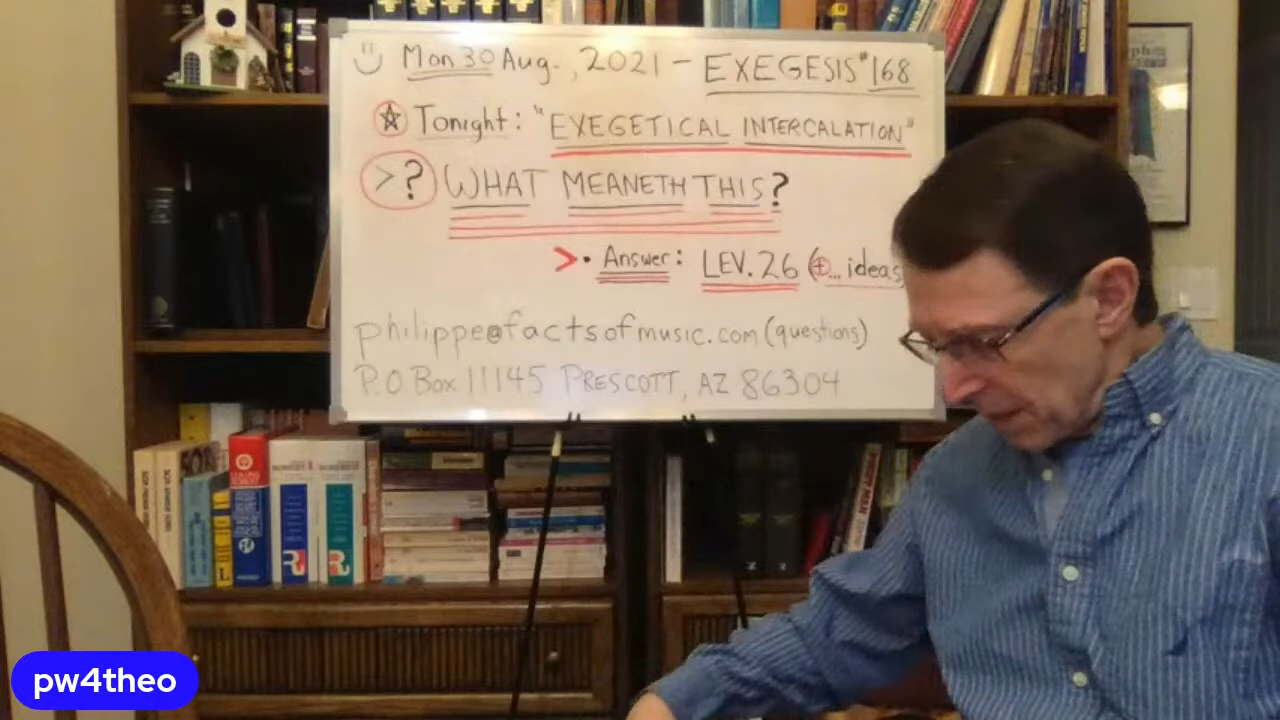 Mon 30 Aug., 2021 - EXEGESIS #168
Tonight: "EXEGETICAL INTERCALATION"
>? WHAT MEANETH THIS?
> • Answer: LEV. 26 (+... ideas
philippe@factsofmusic.com (questions)
P.O Box 11145 PRESCOTT, AZ 86304
pw4theo